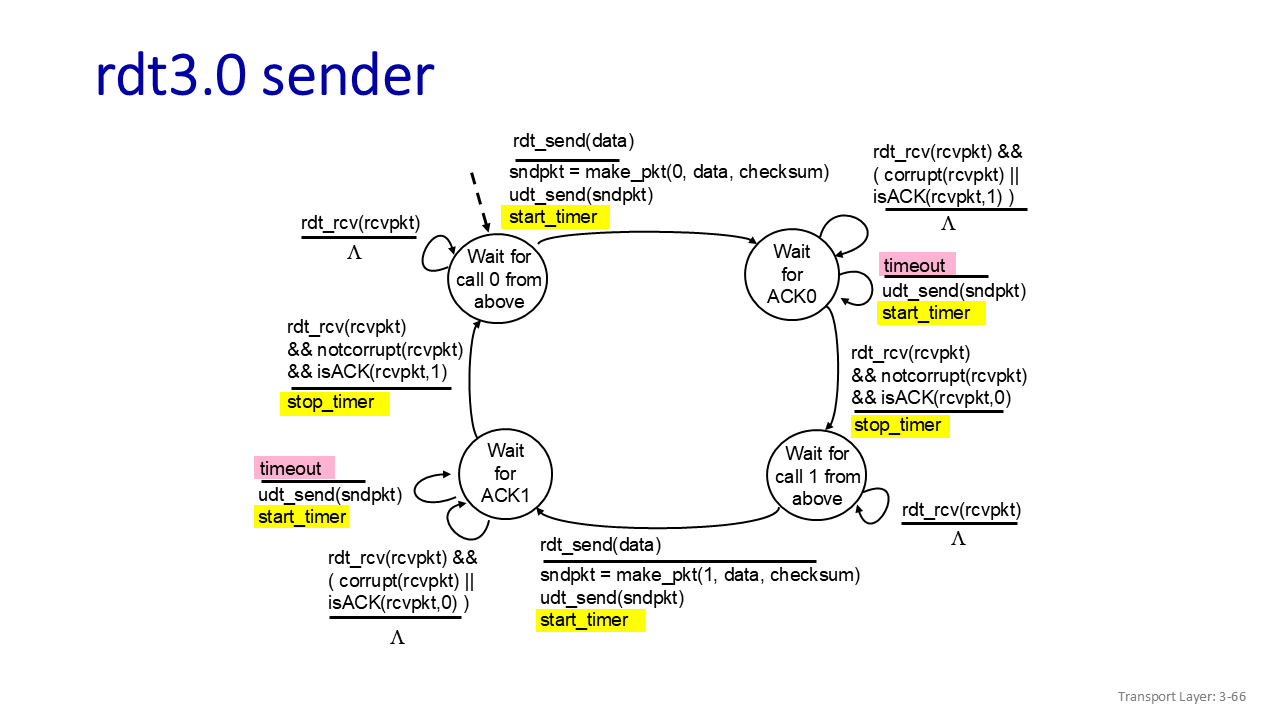 rdt3.0 sender
rdt_send(data)
sndpkt = make_pkt(0, data, checksum)
udt_send(sndpkt)
start_timer
rdt_rcv(rcvpkt) &&
( corrupt(rcvpkt) ||
isACK(rcvpkt,1) )
Λ
rdt_rcv(rcvpkt)
Λ
Wait for
call 0 from
above
Wait
for
ACK0
timeout
udt_send(sndpkt)
start_timer
rdt_rcv(rcvpkt)
&& notcorrupt(rcvpkt)
&& isACK(rcvpkt,1)
stop_timer
rdt_rcv(rcvpkt)
&& notcorrupt(rcvpkt)
&& isACK(rcvpkt,0)
stop_timer
timeout
udt_send(sndpkt)
start_timer
Wait
for
ACK1
Wait for
call 1 from
above
rdt_rcv(rcvpkt)
Λ
rdt_rcv(rcvpkt) &&
( corrupt(rcvpkt) ||
isACK(rcvpkt,0) )
Λ
rdt_send(data)
sndpkt = make_pkt(1, data, checksum)
udt_send(sndpkt)
start_timer
Transport Layer: 3-66